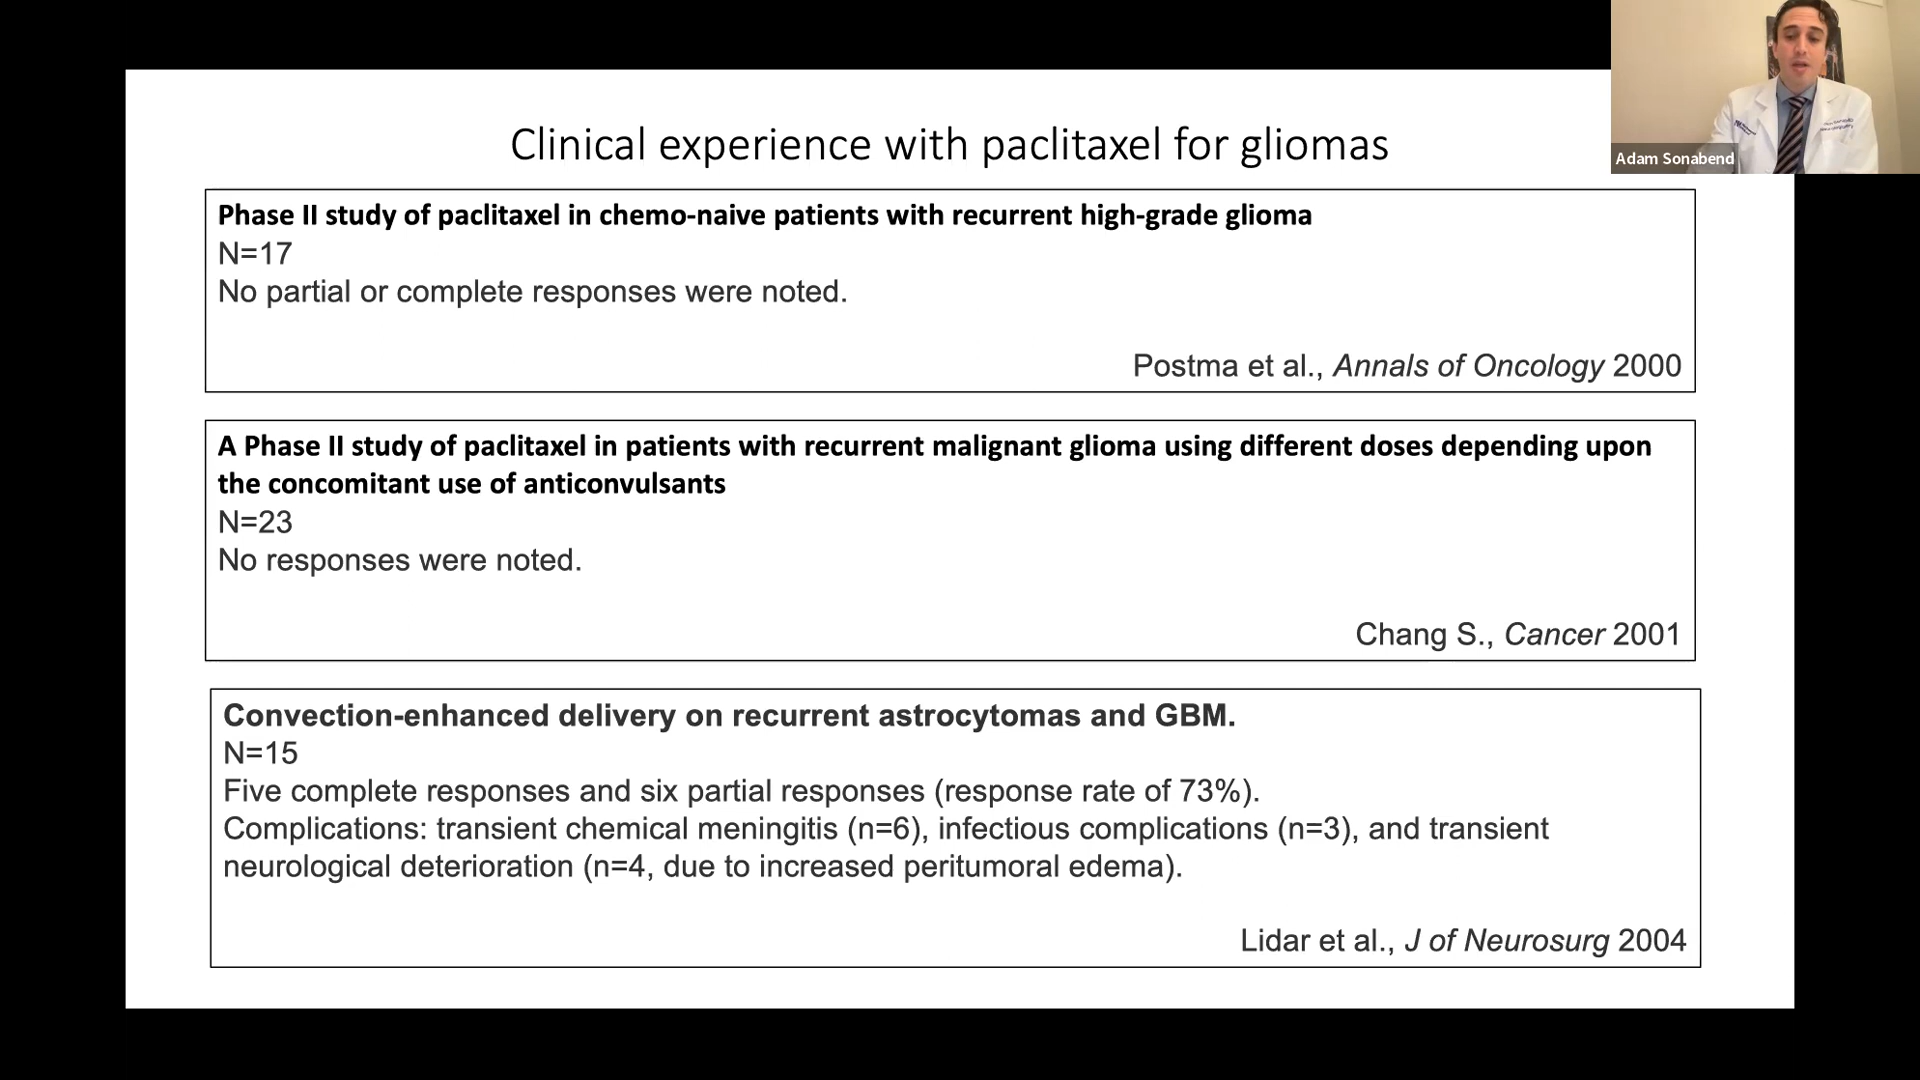 Clinical experience with paclitaxel for gliomas
Adam Sonabend
Phase II study of paclitaxel in chemo-naive patients with recurrent high-grade glioma
N=17
No partial or complete responses were noted.
Postma et al., Annals of Oncology 2000
A Phase II study of paclitaxel in patients with recurrent malignant glioma using different doses depending upon
the concomitant use of anticonvulsants
N=23
No responses were noted.
Chang S., Cancer 2001
Convection-enhanced delivery on recurrent astrocytomas and GBM.
N=15
Five complete responses and six partial responses (response rate of 73%).
Complications: transient chemical meningitis (n=6), infectious complications (n=3), and transient
neurological deterioration (n=4, due to increased peritumoral edema).
Lidar et al., J of Neurosurg 2004